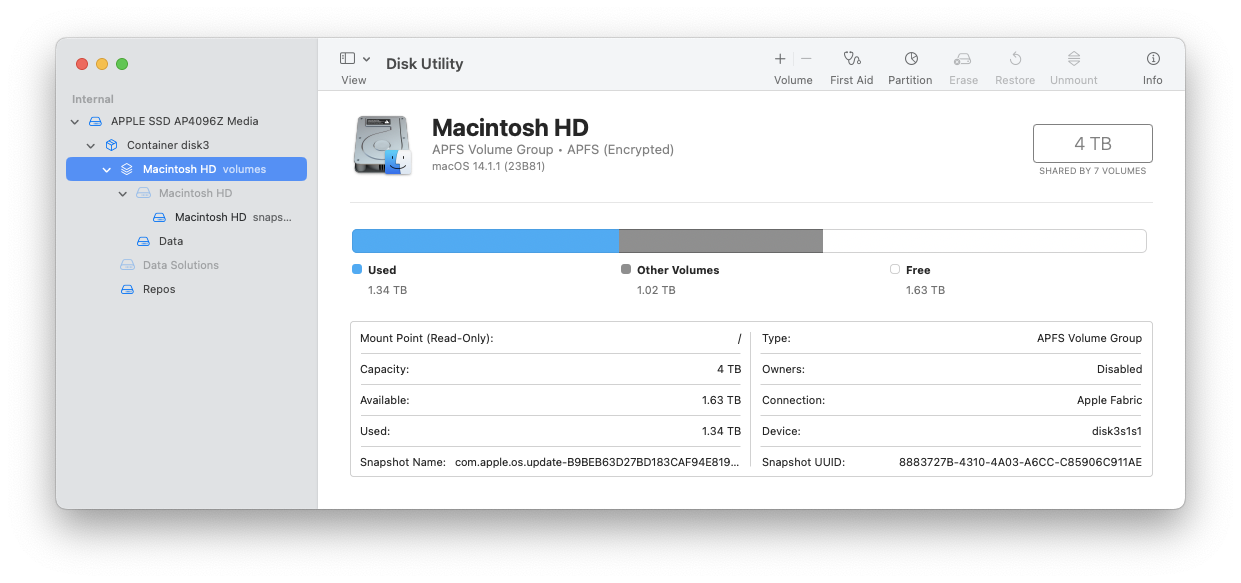 View
Disk Utility
Volume
First Aid
Partition
Erase
Restore
Unmount
Info
Internal
APPLE SSD AP4096Z Media
Container disk3
Macintosh HD volumes
Macintosh HD
Macintosh HD snaps...
Data
Data Solutions
Repos
Macintosh HD
APFS Volume Group • APFS (Encrypted)
macOS 14.1.1 (23B81)
4 TB
SHARED BY 7 VOLUMES
Used
1.34 TB
Other Volumes
1.02 TB
Free
1.63 TB
Mount Point (Read-Only): /
Capacity: 4 TB
Available: 1.63 TB
Used: 1.34 TB
Snapshot Name: com.apple.os.update-B9BEB63D27BD183CAF94E819...
Type: APFS Volume Group
Owners: Disabled
Connection: Apple Fabric
Device: disk3s1s1
Snapshot UUID: 8883727B-4310-4A03-A6CC-C85906C911AE